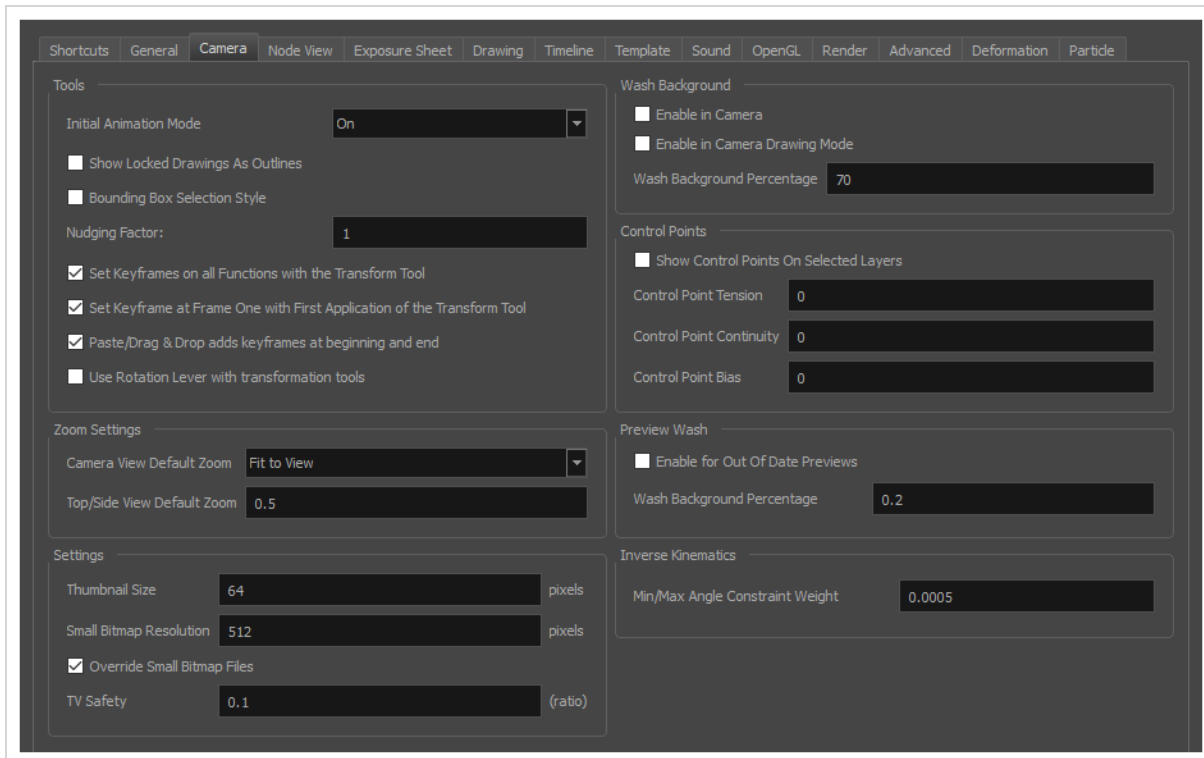 Shortcuts General Camera Node View Exposure Sheet Drawing Timeline Template Sound OpenGL Render Advanced Deformation Particle
Tools
Initial Animation Mode On
Show Locked Drawings As Outlines
Bounding Box Selection Style
Nudging Factor: 1
Set Keyframes on all Functions with the Transform Tool
Set Keyframe at Frame One with First Application of the Transform Tool
Paste/Drag & Drop adds keyframes at beginning and end
Use Rotation Lever with transformation tools
Zoom Settings
Camera View Default Zoom Fit to View
Top/Side View Default Zoom 0.5
Settings
Thumbnail Size 64 pixels
Small Bitmap Resolution 512 pixels
Override Small Bitmap Files
TV Safety 0.1 (ratio)
Wash Background
Enable in Camera
Enable in Camera Drawing Mode
Wash Background Percentage 70
Control Points
Show Control Points On Selected Layers
Control Point Tension 0
Control Point Continuity 0
Control Point Bias 0
Preview Wash
Enable for Out Of Date Previews
Wash Background Percentage 0.2
Inverse Kinematics
Min/Max Angle Constraint Weight 0.0005